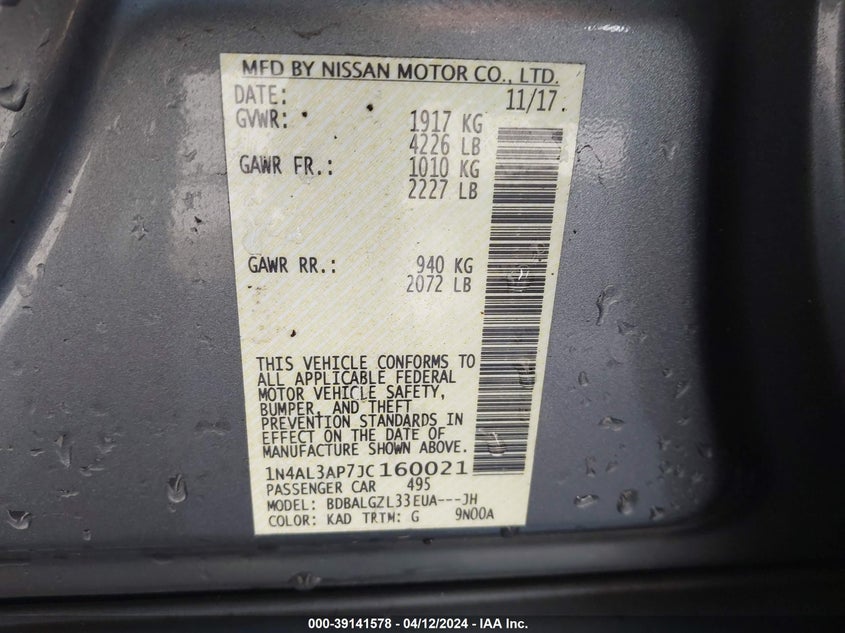 MFD BY NISSAN MOTOR CO., LTD.
DATE: 11/17.
GVWR: 1917 KG
4226 LB
GAWR FR.: 1010 KG
2227 LB
GAWR RR.: 940 KG
2072 LB
THIS VEHICLE CONFORMS TO
ALL APPLICABLE FEDERAL
MOTOR VEHICLE SAFETY,
BUMPER, AND THEFT
PREVENTION STANDARDS IN
EFFECT ON THE DATE OF
MANUFACTURE SHOWN ABOVE.
1N4AL3AP7JC160021
PASSENGER CAR 495
MODEL: BDBALGZL33EUA---JH
COLOR: KAD TRIM: G 9N00A
000-39141578 - 04/12/2024 - IAA Inc.